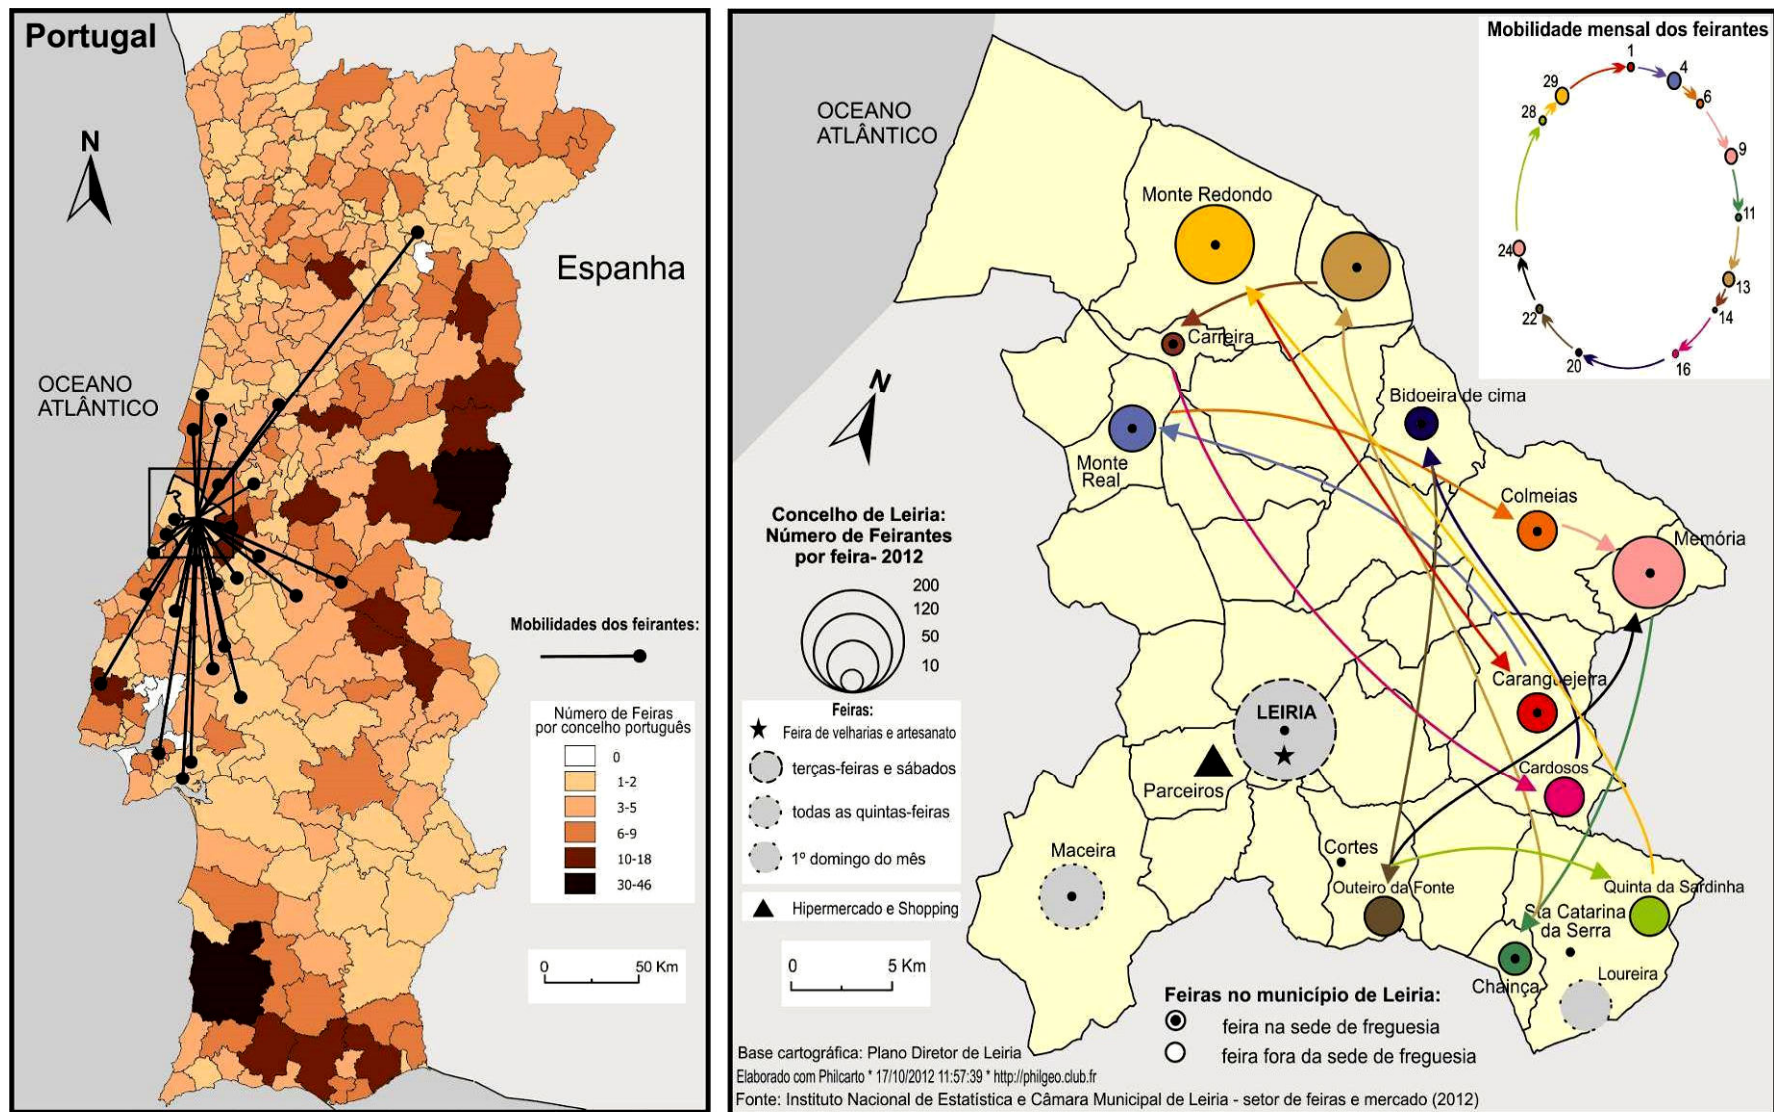 Portugal
N
Espanha
OCEANO
ATLÂNTICO
Mobilidades dos feirantes:
Número de Feiras
por concelho português
0
1-2
3-5
6-9
10-18
30-46
0
50 Km
OCEANO
ATLÂNTICO
Mobilidade mensal dos feirantes
1
4
6
9
11
13
14
16
20
22
24
28
29
Monte Redondo
Carreira
N
Bidoeira de cima
Monte
Real
Colmeias
Memória
Concelho de Leiria:
Número de Feirantes
por feira- 2012
200
120
50
10
Caranguejeira
Feiras:
Feira de velharias e artesanato
terças-feiras e sábados
todas as quintas-feiras
1º domingo do mês
Hipermercado e Shopping
LEIRIA
Parceiros
Cardosos
Maceira
Cortes
Outeiro da Fonte
Quinta da Sardinha
Sta Catarina
da Serra
Loureira
Chainça
0
5 Km
Feiras no município de Leiria:
feira na sede de freguesia
feira fora da sede de freguesia
Base cartográfica: Plano Diretor de Leiria
Elaborado com Philcarto * 17/10/2012 11:57:39 * http://philgeo.club.fr
Fonte: Instituto Nacional de Estatística e Câmara Municipal de Leiria - setor de feiras e mercado (2012)